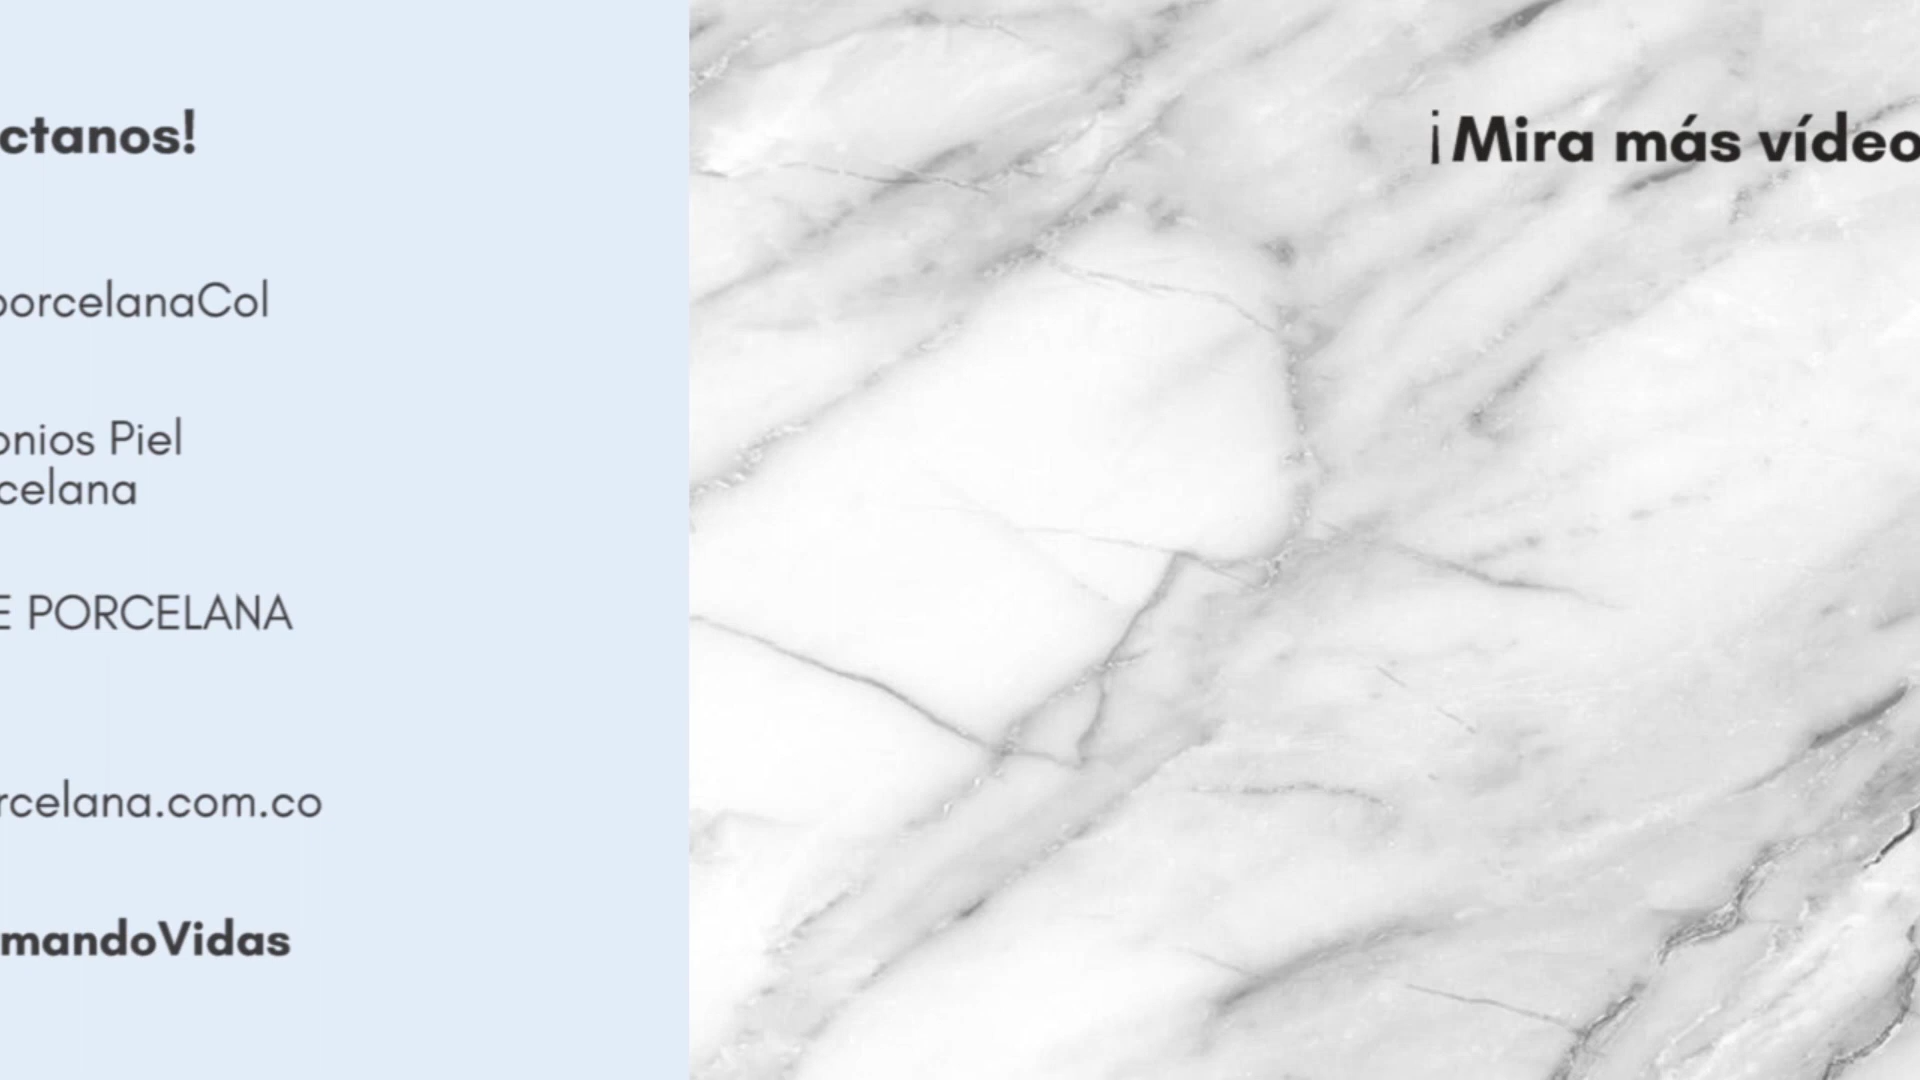 ctanos!
porcelanaCol
onios Piel
celana
E PORCELANA
rcelana.com.co
mandoVidas
¡Mira más vídeo